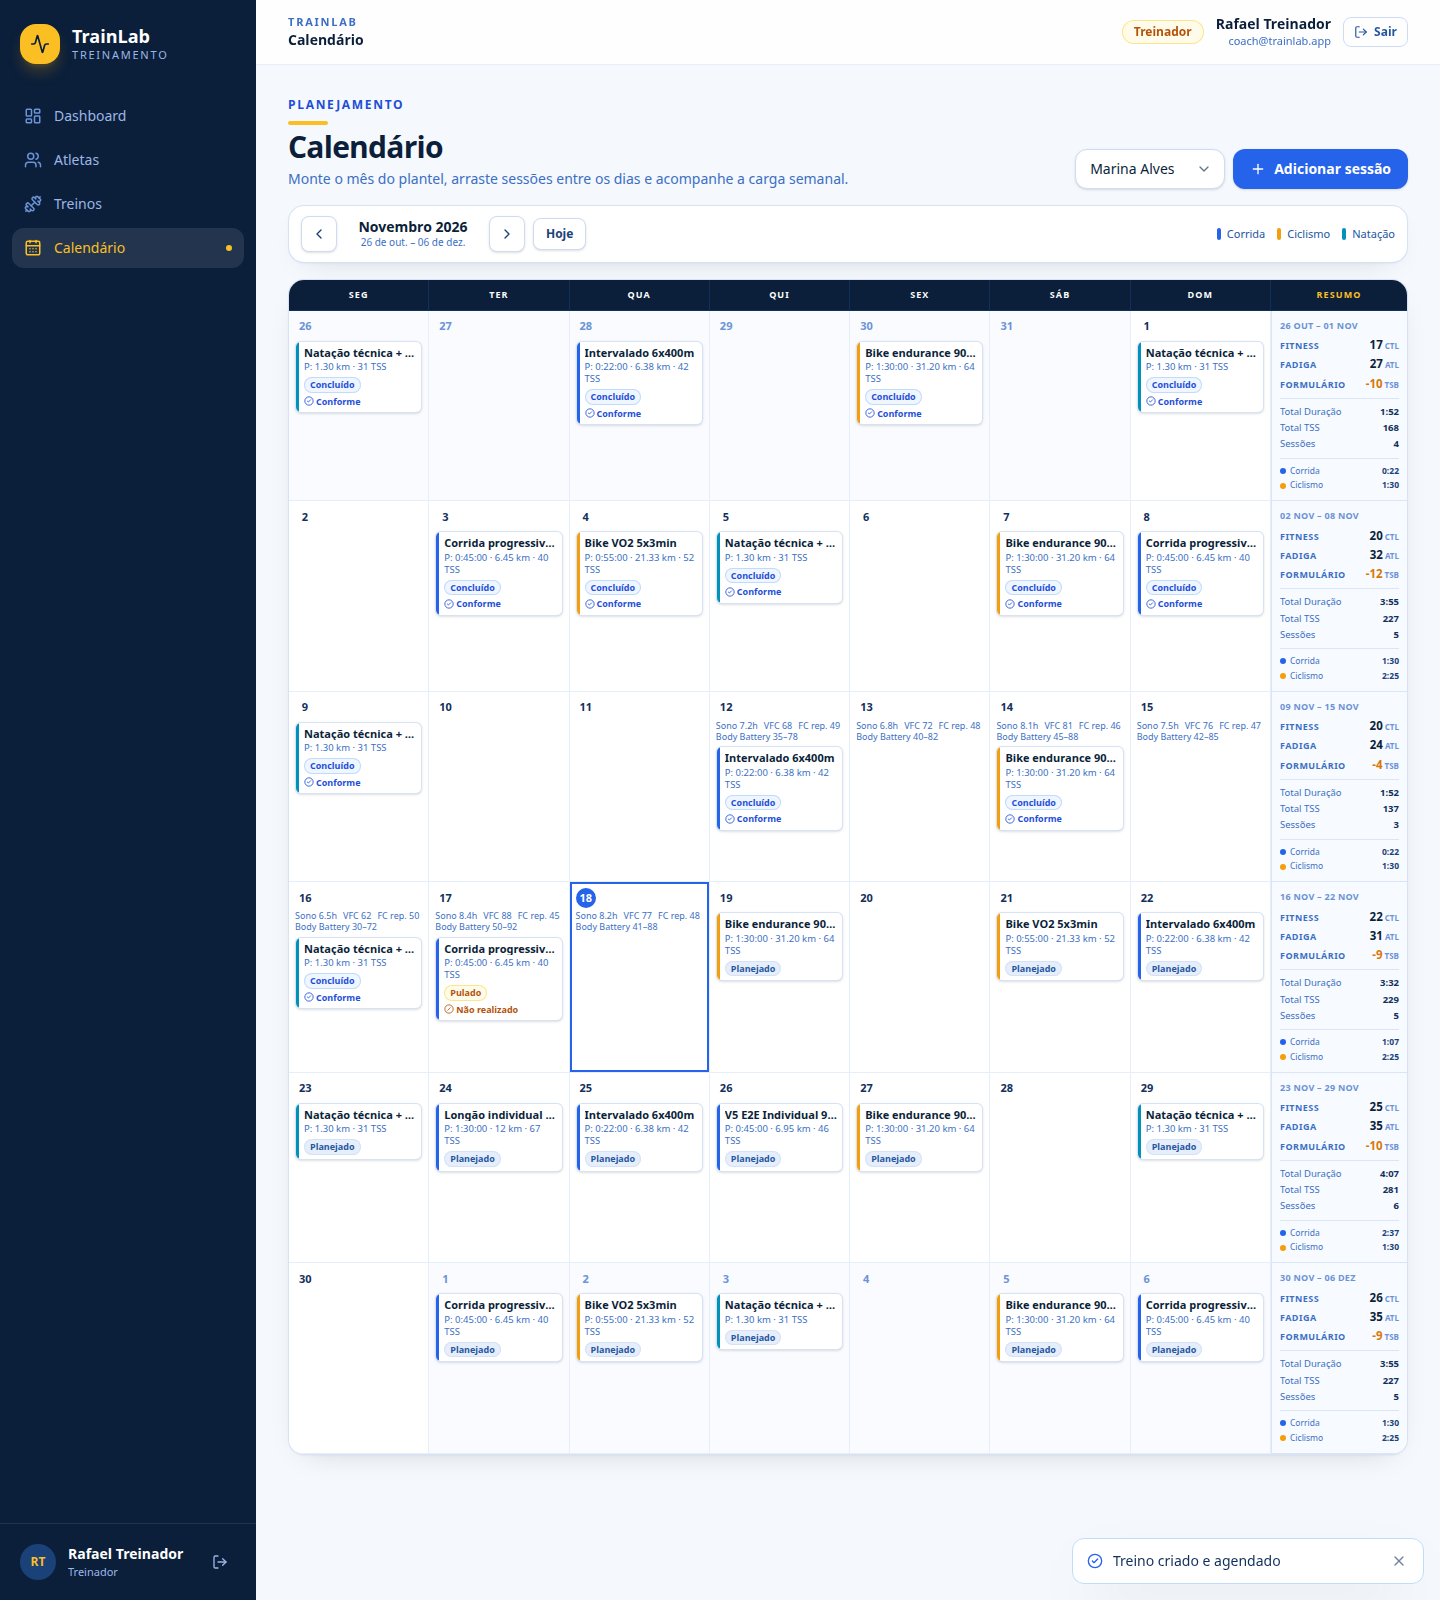 TrainLab
TREINAMENTO
Dashboard
Atletas
Treinos
Calendário
RT
Rafael Treinador
Treinador
TRAINLAB
Calendário
Treinador
Rafael Treinador
coach@trainlab.app
Sair
PLANEJAMENTO
Calendário
Monte o mês do plantel, arraste sessões entre os dias e acompanhe a carga semanal.
Marina Alves
Adicionar sessão
Novembro 2026
26 de out. – 06 de dez.
Hoje
Corrida
Ciclismo
Natação
SEG TER QUA QUI SEX SÁB DOM RESUMO
26
Natação técnica + ...
P: 1.30 km · 31 TSS
Concluído
Conforme
27
28
Intervalado 6x400m
P: 0:22:00 · 6.38 km · 42
TSS
Concluído
Conforme
29
30
Bike endurance 90...
P: 1:30:00 · 31.20 km · 64
TSS
Concluído
Conforme
31
1
Natação técnica + ...
P: 1.30 km · 31 TSS
Concluído
Conforme
26 OUT – 01 NOV
FITNESS 17 CTL
FADIGA 27 ATL
FORMULÁRIO -10 TSB
Total Duração 1:52
Total TSS 168
Sessões 4
Corrida 0:22
Ciclismo 1:30
2
3
Corrida progressiv...
P: 0:45:00 · 6.45 km · 40
TSS
Concluído
Conforme
4
Bike VO2 5x3min
P: 0:55:00 · 21.33 km · 52
TSS
Concluído
Conforme
5
Natação técnica + ...
P: 1.30 km · 31 TSS
Concluído
Conforme
6
7
Bike endurance 90...
P: 1:30:00 · 31.20 km · 64
TSS
Concluído
Conforme
8
Corrida progressiv...
P: 0:45:00 · 6.45 km · 40
TSS
Concluído
Conforme
02 NOV – 08 NOV
FITNESS 20 CTL
FADIGA 32 ATL
FORMULÁRIO -12 TSB
Total Duração 3:55
Total TSS 227
Sessões 5
Corrida 1:30
Ciclismo 2:25
9
Natação técnica + ...
P: 1.30 km · 31 TSS
Concluído
Conforme
10
11
12
Sono 7.2h VFC 68 FC rep. 49
Body Battery 35–78
Intervalado 6x400m
P: 0:22:00 · 6.38 km · 42
TSS
Concluído
Conforme
13
Sono 6.8h VFC 72 FC rep. 48
Body Battery 40–82
14
Sono 8.1h VFC 81 FC rep. 46
Body Battery 45–88
Bike endurance 90...
P: 1:30:00 · 31.20 km · 64
TSS
Concluído
Conforme
15
Sono 7.5h VFC 76 FC rep. 47
Body Battery 42–85
09 NOV – 15 NOV
FITNESS 20 CTL
FADIGA 24 ATL
FORMULÁRIO -4 TSB
Total Duração 1:52
Total TSS 137
Sessões 3
Corrida 0:22
Ciclismo 1:30
16
Sono 6.5h VFC 62 FC rep. 50
Body Battery 30–72
Natação técnica + ...
P: 1.30 km · 31 TSS
Concluído
Conforme
17
Sono 8.4h VFC 88 FC rep. 45
Body Battery 50–92
Corrida progressiv...
P: 0:45:00 · 6.45 km · 40
TSS
Pulado
Não realizado
18
Sono 8.2h VFC 77 FC rep. 48
Body Battery 41–88
19
Bike endurance 90...
P: 1:30:00 · 31.20 km · 64
TSS
Planejado
20
21
Bike VO2 5x3min
P: 0:55:00 · 21.33 km · 52
TSS
Planejado
22
Intervalado 6x400m
P: 0:22:00 · 6.38 km · 42
TSS
Planejado
16 NOV – 22 NOV
FITNESS 22 CTL
FADIGA 31 ATL
FORMULÁRIO -9 TSB
Total Duração 3:32
Total TSS 229
Sessões 5
Corrida 1:07
Ciclismo 2:25
23
Natação técnica + ...
P: 1.30 km · 31 TSS
Planejado
24
Longão individual ...
P: 1:30:00 · 12 km · 67
TSS
Planejado
25
Intervalado 6x400m
P: 0:22:00 · 6.38 km · 42
TSS
Planejado
26
V5 E2E Individual 9...
P: 0:45:00 · 6.95 km · 46
TSS
Planejado
27
Bike endurance 90...
P: 1:30:00 · 31.20 km · 64
TSS
Planejado
28
29
Natação técnica + ...
P: 1.30 km · 31 TSS
Planejado
23 NOV – 29 NOV
FITNESS 25 CTL
FADIGA 35 ATL
FORMULÁRIO -10 TSB
Total Duração 4:07
Total TSS 281
Sessões 6
Corrida 2:37
Ciclismo 1:30
30
1
Corrida progressiv...
P: 0:45:00 · 6.45 km · 40
TSS
Planejado
2
Bike VO2 5x3min
P: 0:55:00 · 21.33 km · 52
TSS
Planejado
3
Natação técnica + ...
P: 1.30 km · 31 TSS
Planejado
4
5
Bike endurance 90...
P: 1:30:00 · 31.20 km · 64
TSS
Planejado
6
Corrida progressiv...
P: 0:45:00 · 6.45 km · 40
TSS
Planejado
30 NOV – 06 DEZ
FITNESS 26 CTL
FADIGA 35 ATL
FORMULÁRIO -9 TSB
Total Duração 3:55
Total TSS 227
Sessões 5
Corrida 1:30
Ciclismo 2:25
Treino criado e agendado